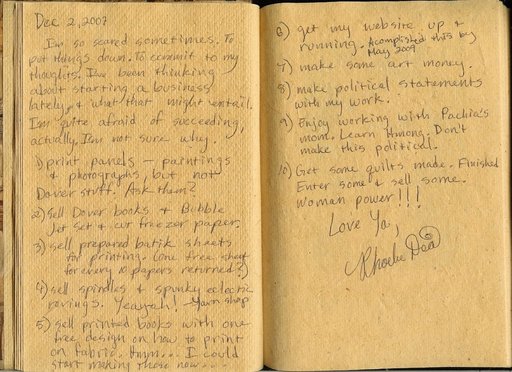 Dec 2, 2007
I'm so scared sometimes. To
put things down. To commit to my
thoughts. I've been thinking
about starting a business
lately, & what that might entail.
I'm quite afraid of succeeding,
actually. I'm not sure why.
1) print panels – paintings
& photographs, but not
Dover stuff. Ask them?
2) sell Dover books & Bubble
Jet Set & our freezer paper.
3) sell prepared batik sheets
for printing. One free sheet
for every 10 papers returned?)
4) sell spindles & spunky eclectic
rovings. Yeayah! – Yarn shop
5) sell printed books with one
free design on how to print
on fabric. Hmm... I could
start making those now...
6) get my website up &
running. Acomplished this by
May 2009
7) make some art money.
8) make political statements
with my work.
9) Enjoy working with Pachia's
mom. Learn Hmong. Don't
make this political.
10) Get some quilts made. Finished
Enter some & sell some.
Woman power!!!
Love Ya,
Rhoelie Dea